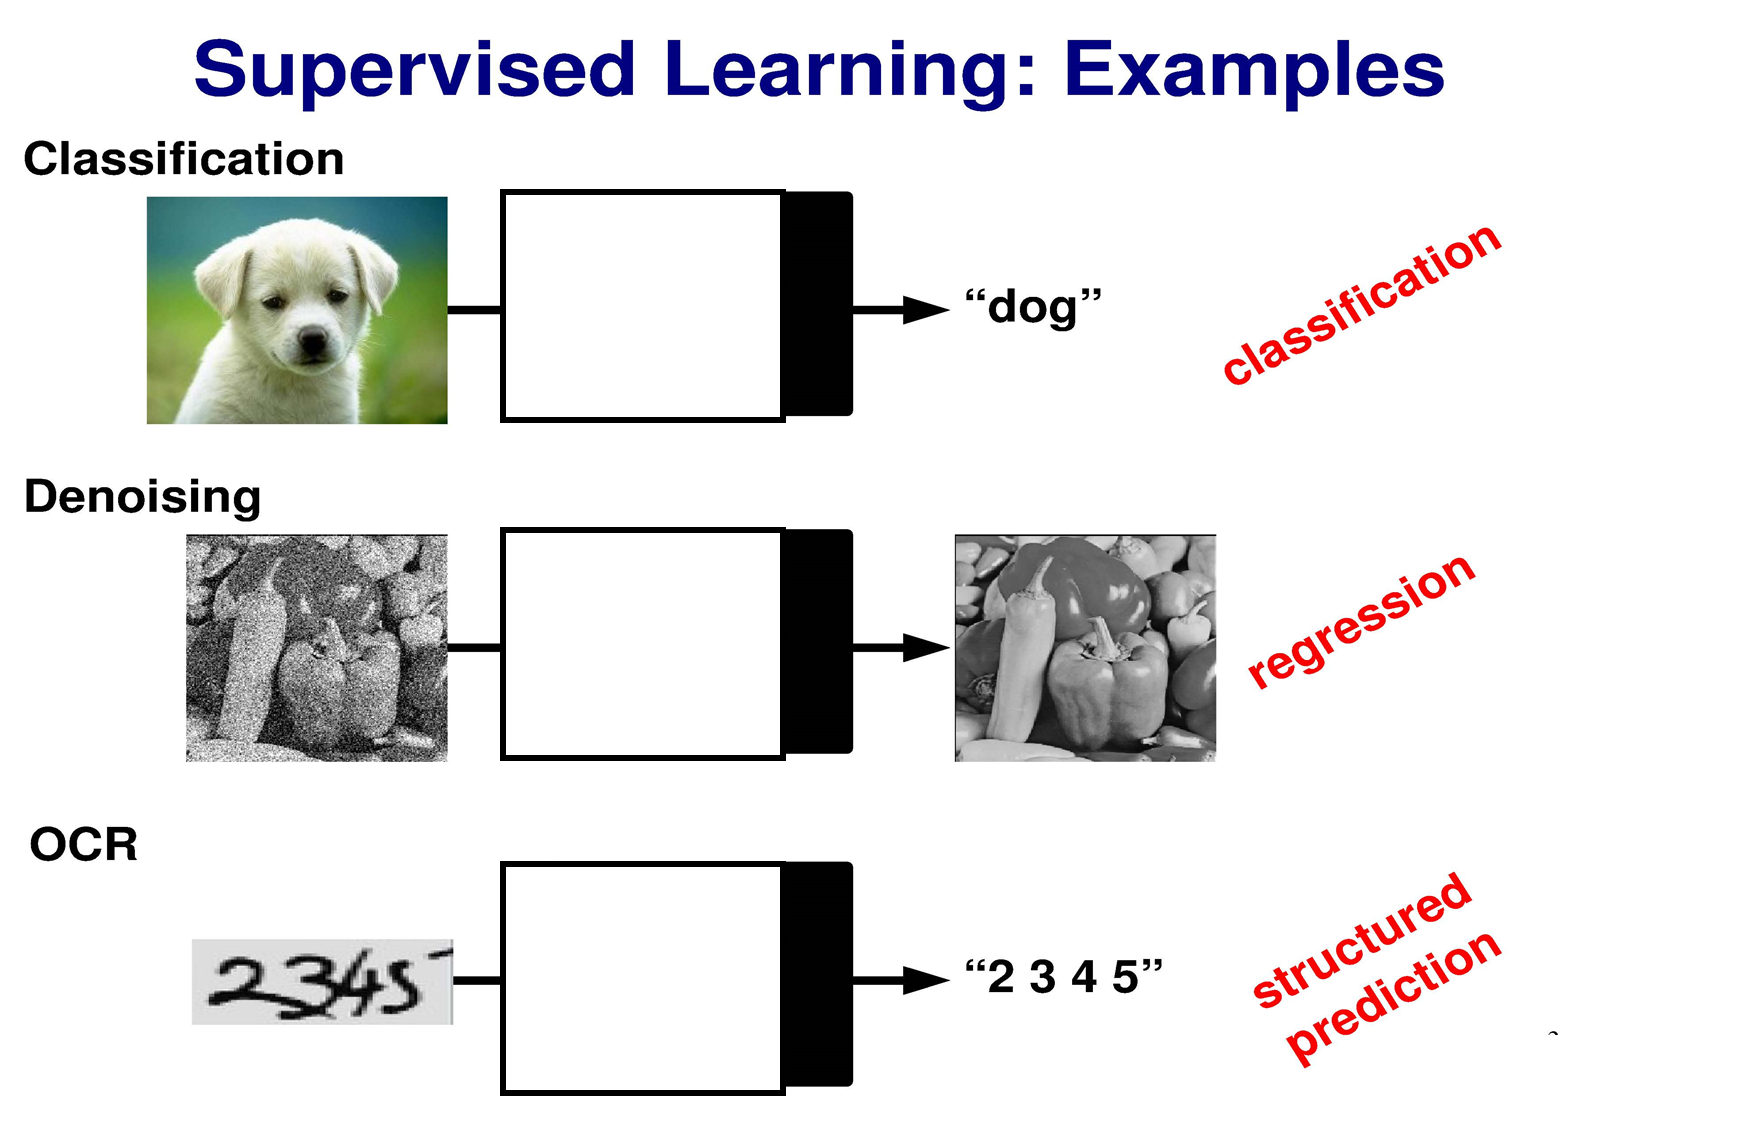 Supervised Learning: Examples
Classification
“dog”
classification
Denoising
regression
OCR
2345
“2 3 4 5”
structured
prediction